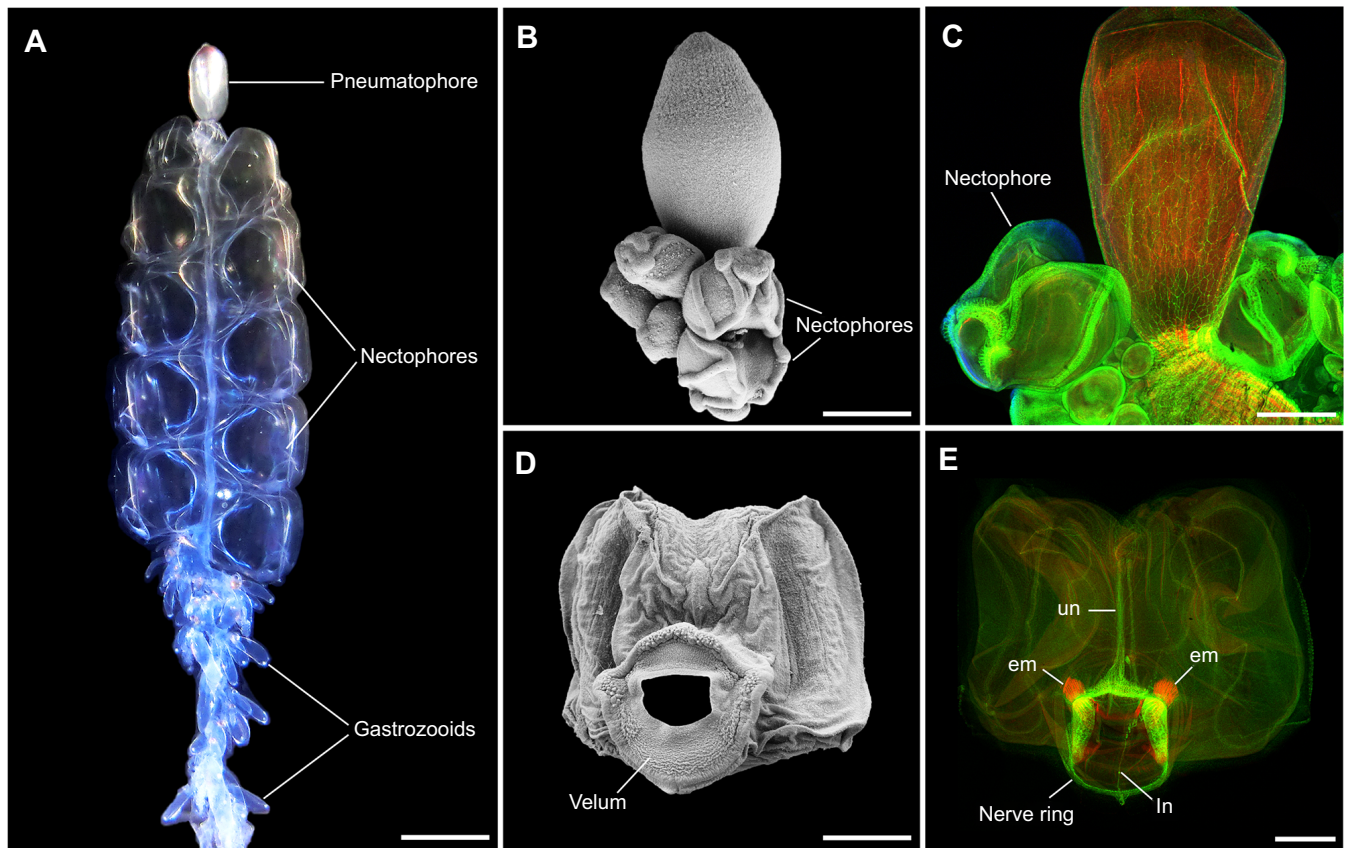 A
Pneumatophore
Nectophores
Gastrozooids
B
Nectophores
C
Nectophore
D
Velum
E
un
em
em
Nerve ring
ln